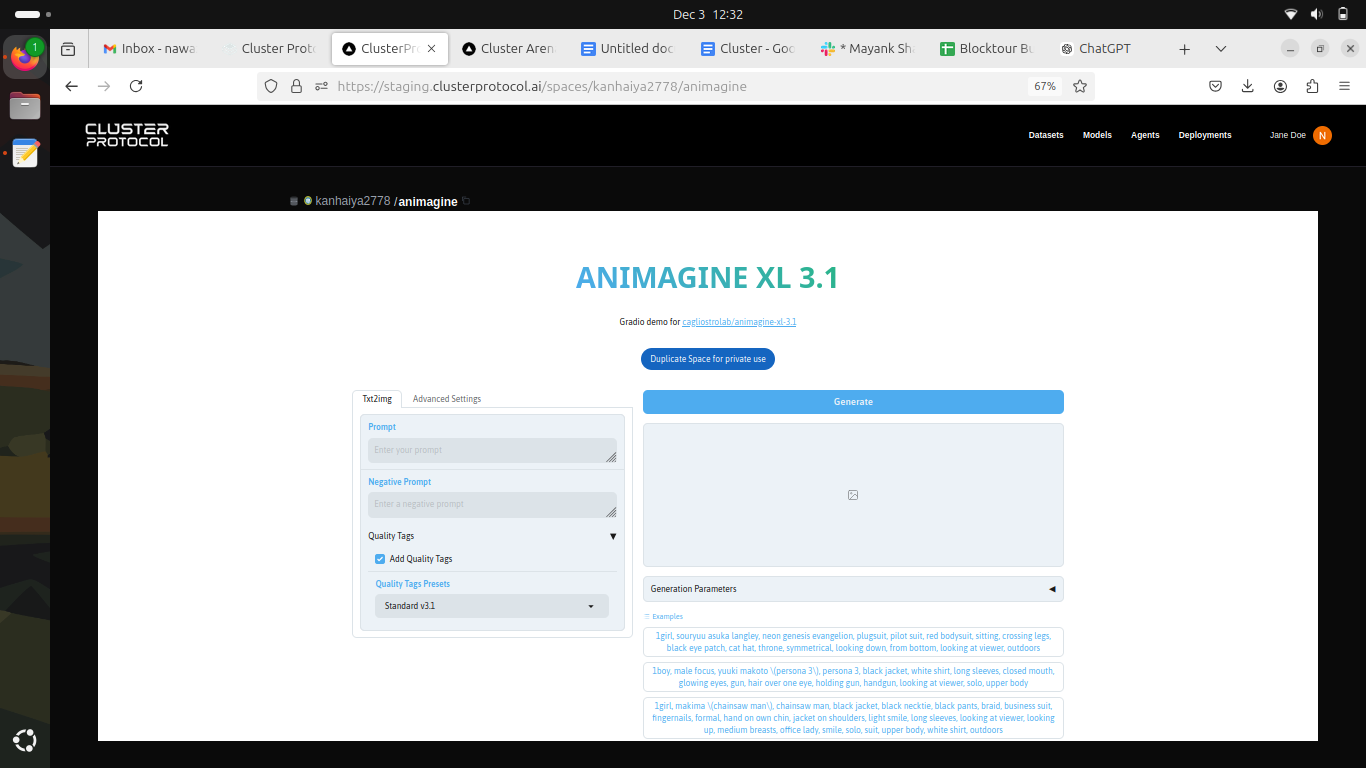 Dec 3 12:32
1
Inbox - nawa
Cluster Proto
ClusterPr
Cluster Aren
Untitled doc
Cluster - Goo
* Mayank Sha
Blocktour Bu
ChatGPT
https://staging.clusterprotocol.ai/spaces/kanhaiya2778/animagine
67%
CLUSTER
PROTOCOL
Datasets
Models
Agents
Deployments
Jane Doe
N
kanhaiya2778 /animagine
ANIMAGINE XL 3.1
Gradio demo for cagliostrolab/animagine-xl-3.1
Duplicate Space for private use
Txt2img
Advanced Settings
Prompt
Enter your prompt
Negative Prompt
Enter a negative prompt
Quality Tags
Add Quality Tags
Quality Tags Presets
Standard v3.1
Generate
Generation Parameters
Examples
1girl, souryuu asuka langley, neon genesis evangelion, plugsuit, pilot suit, red bodysuit, sitting, crossing legs,
black eye patch, cat hat, throne, symmetrical, looking down, from bottom, looking at viewer, outdoors
1boy, male focus, yuuki makoto \(persona 3\), persona 3, black jacket, white shirt, long sleeves, closed mouth,
glowing eyes, gun, hair over one eye, holding gun, handgun, looking at viewer, solo, upper body
1girl, makima \(chainsaw man\), chainsaw man, black jacket, black necktie, black pants, braid, business suit,
fingernails, formal, hand on own chin, jacket on shoulders, light smile, long sleeves, looking at viewer, looking
up, medium breasts, office lady, smile, solo, suit, upper body, white shirt, outdoors